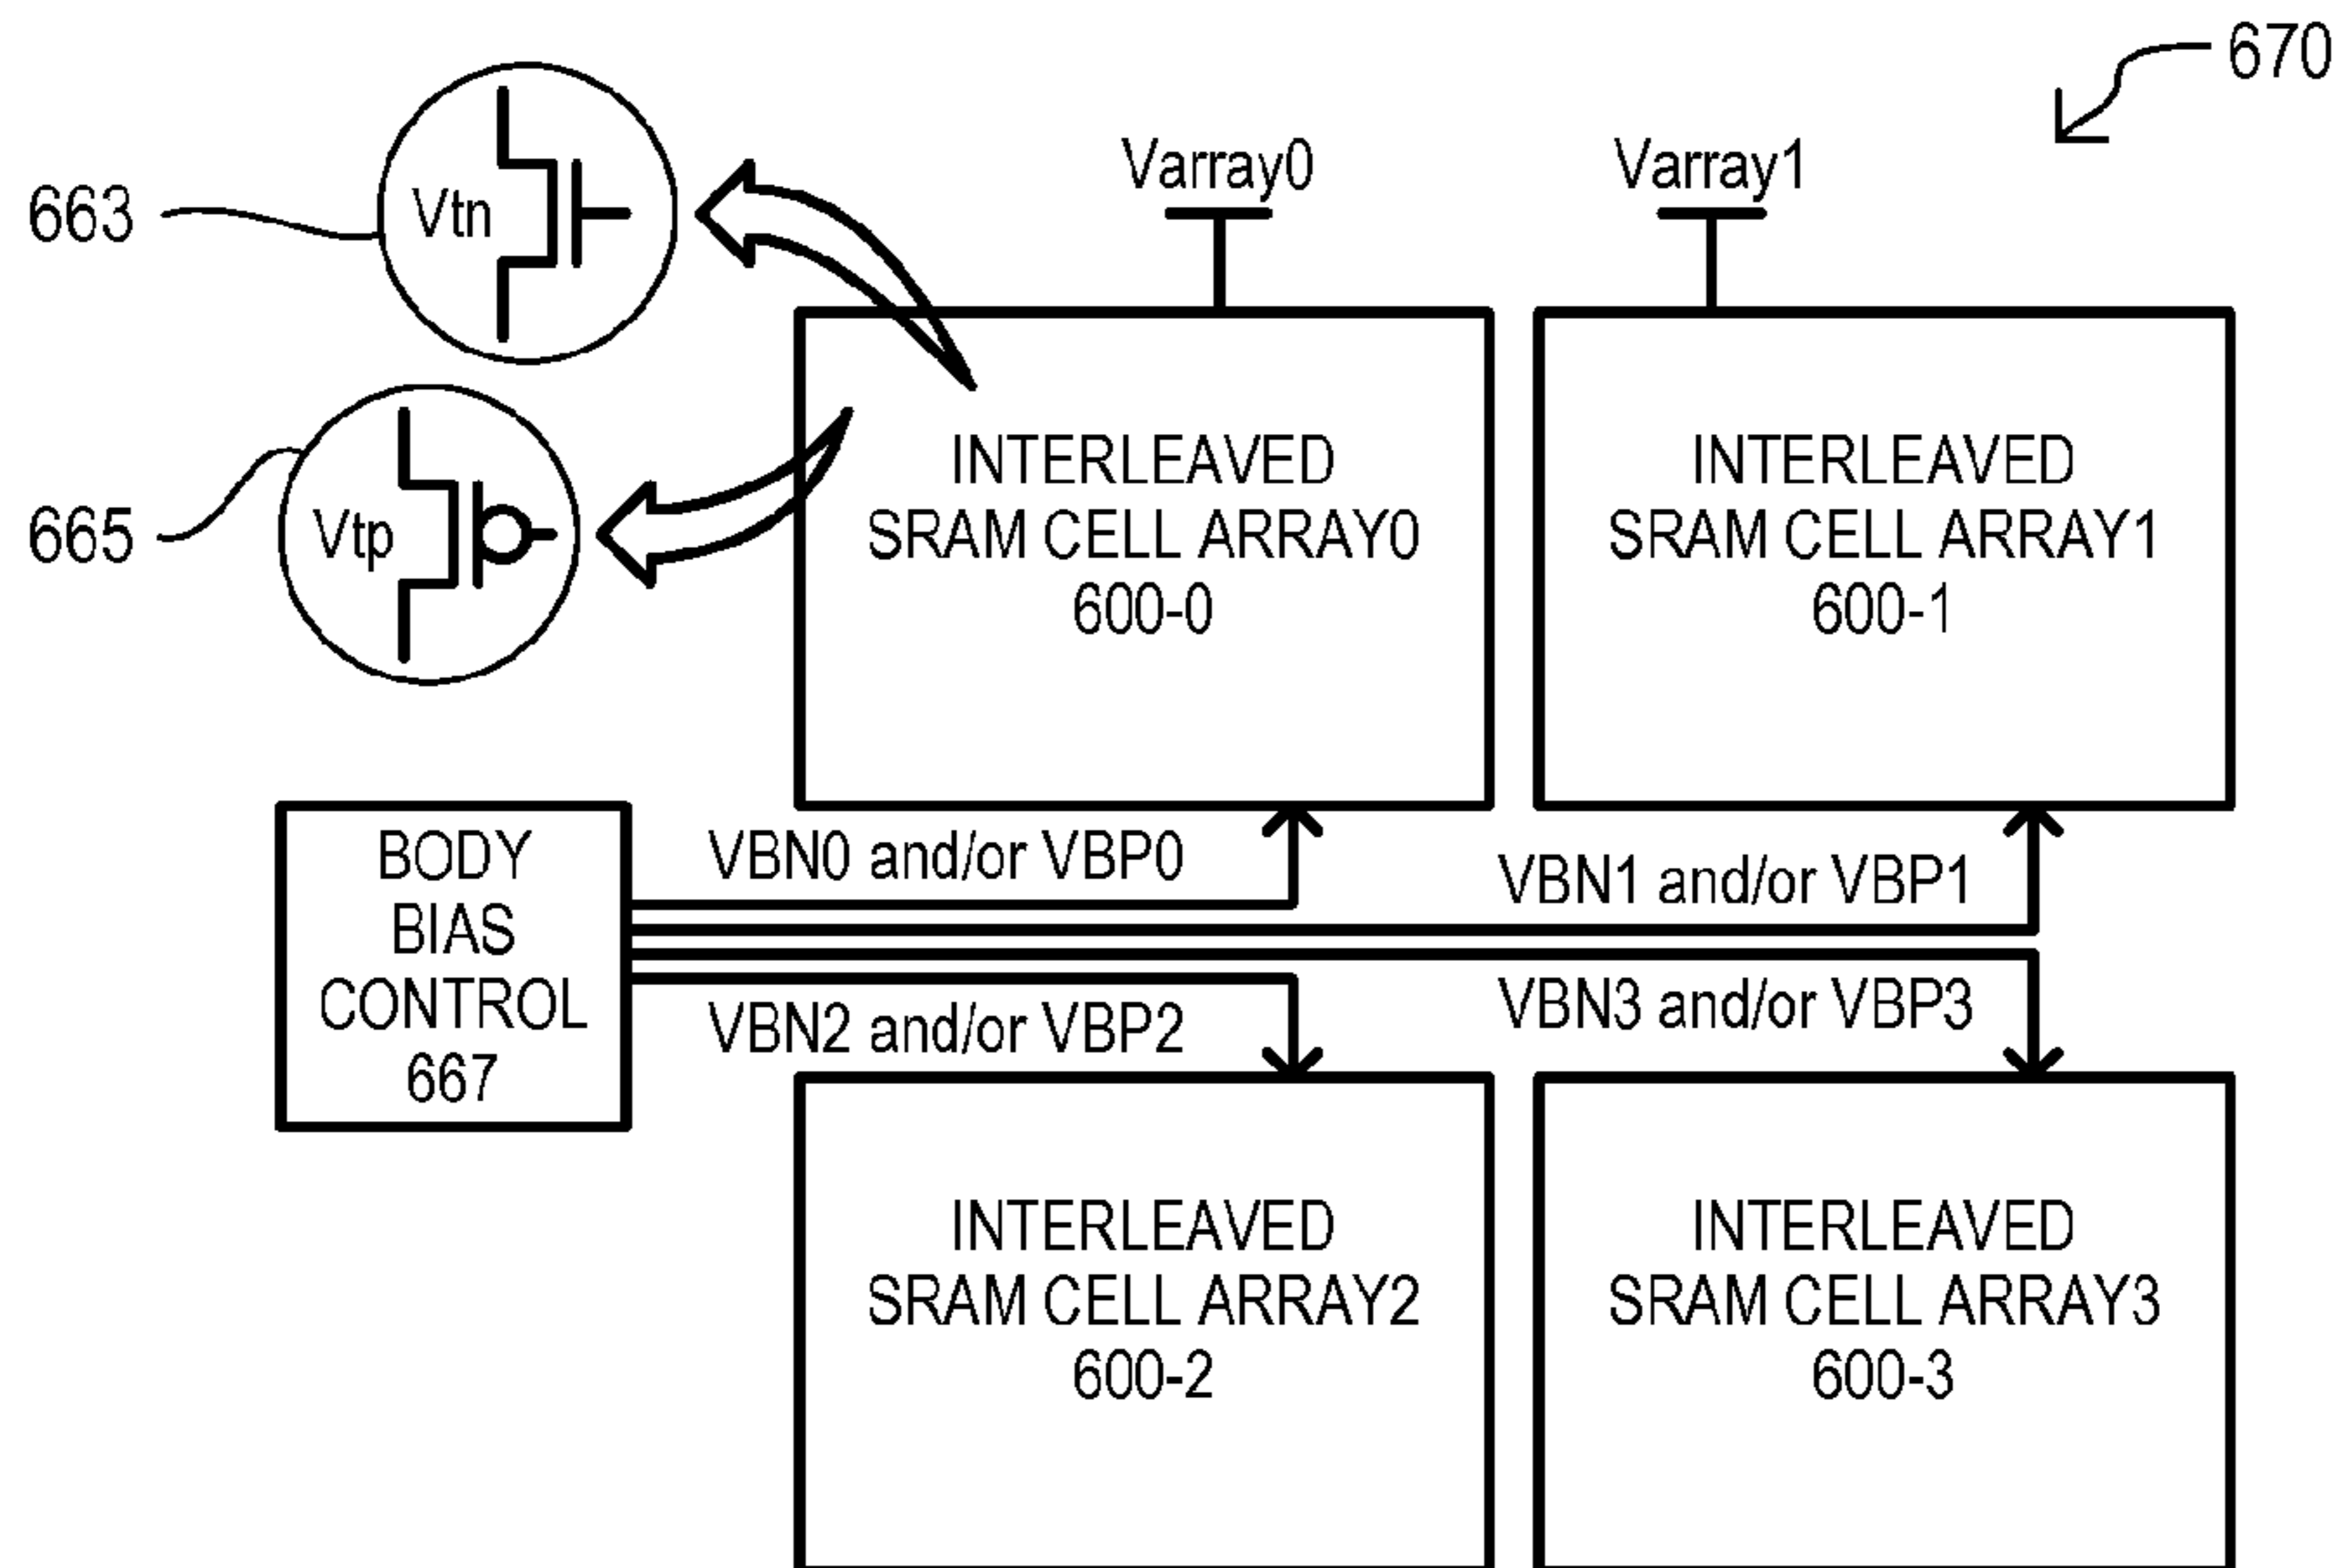 670
Varray0
Varray1
663
Vtn
665
Vtp
INTERLEAVED
SRAM CELL ARRAY0
600-0
INTERLEAVED
SRAM CELL ARRAY1
600-1
BODY
BIAS
CONTROL
667
VBN0 and/or VBP0
VBN1 and/or VBP1
VBN2 and/or VBP2
VBN3 and/or VBP3
INTERLEAVED
SRAM CELL ARRAY2
600-2
INTERLEAVED
SRAM CELL ARRAY3
600-3